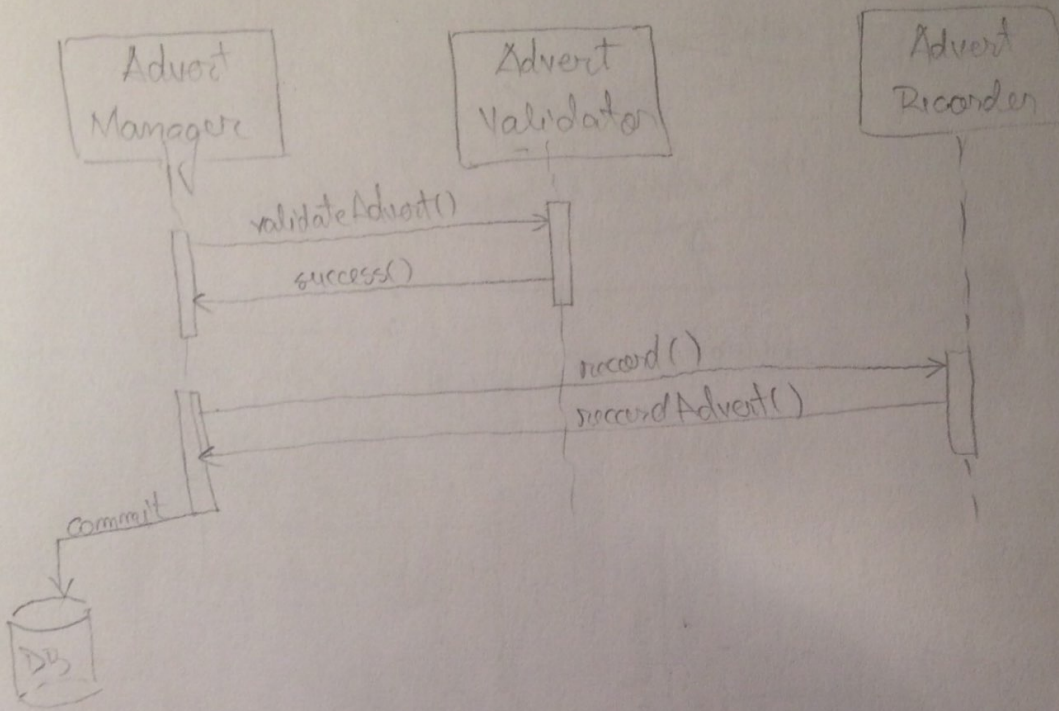 Advert
Manager
Advert
Validator
Advert
Recorder
validateAdvert()
success()
record()
recordAdvert()
commit
DB